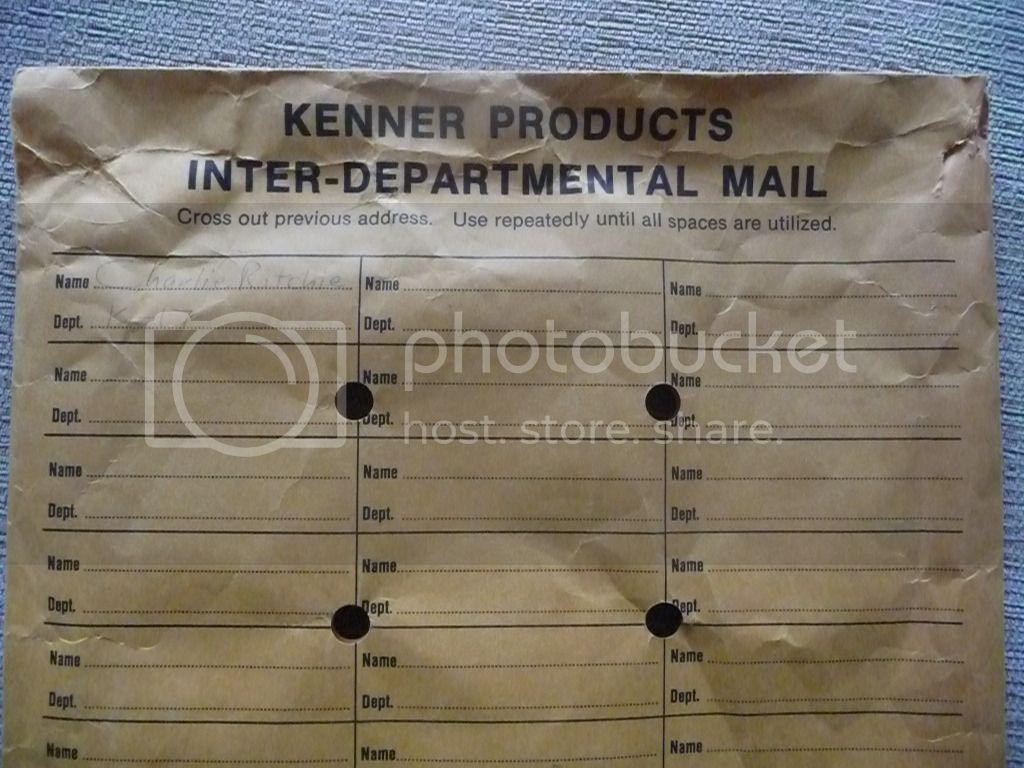 KENNER PRODUCTS
INTER-DEPARTMENTAL MAIL
Cross out previous address. Use repeatedly until all spaces are utilized.
Name Charlie Ritchie Name Name
Dept. Dept. Dept.
Name Name Name
Dept. Dept. Dept.
Name Name Name
Dept. Dept. Dept.
Name Name Name
Dept. Dept. Dept.
Name Name Name
Dept. Dept. Dept.
Name Name Name
photobucket
host. store. share.